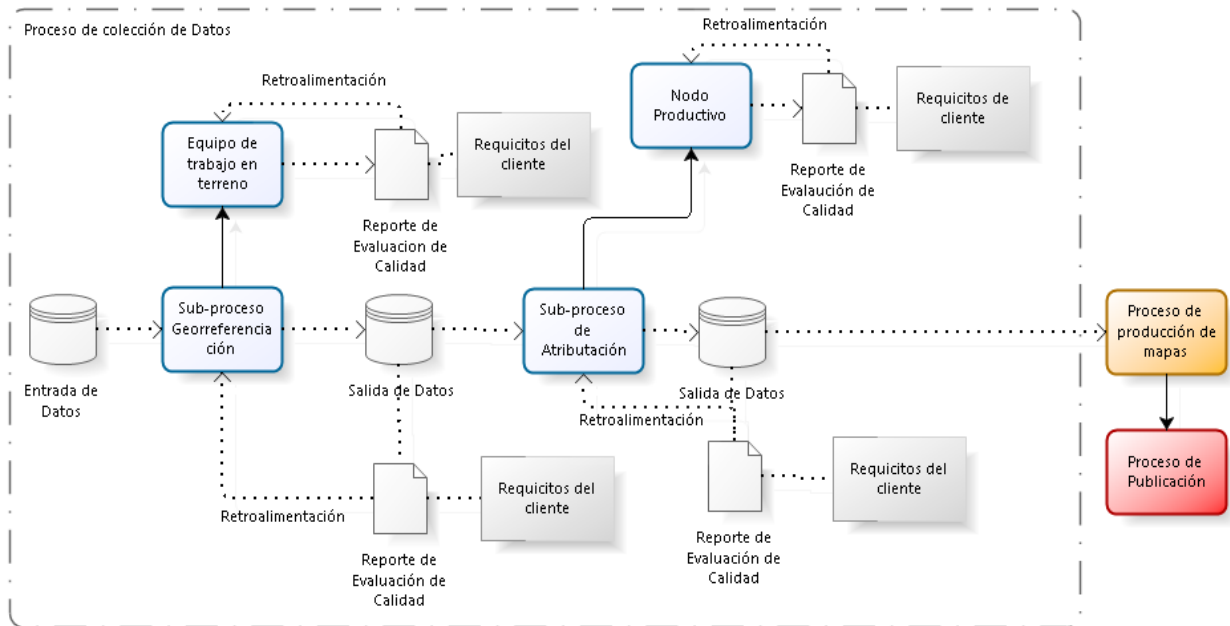 Proceso de colección de Datos
Retroalimentación
Nodo
Productivo
Requicitos de
cliente
Reporte de
Evalaución de
Calidad
Retroalimentación
Equipo de
trabajo en
terreno
Requicitos del
cliente
Reporte de
Evaluacion de
Calidad
Entrada de
Datos
Sub-proceso
Georreferencia
ción
Salida de Datos
Sub-proceso
de
Atributación
Salida de Datos
Proceso de
producción de
mapas
Proceso de
Publicación
Retroalimentación
Requicitos del
cliente
Reporte de
Evaluación de
Calidad
Retroalimentación
Requicitos del
cliente
Reporte de
Evaluación de
Calidad